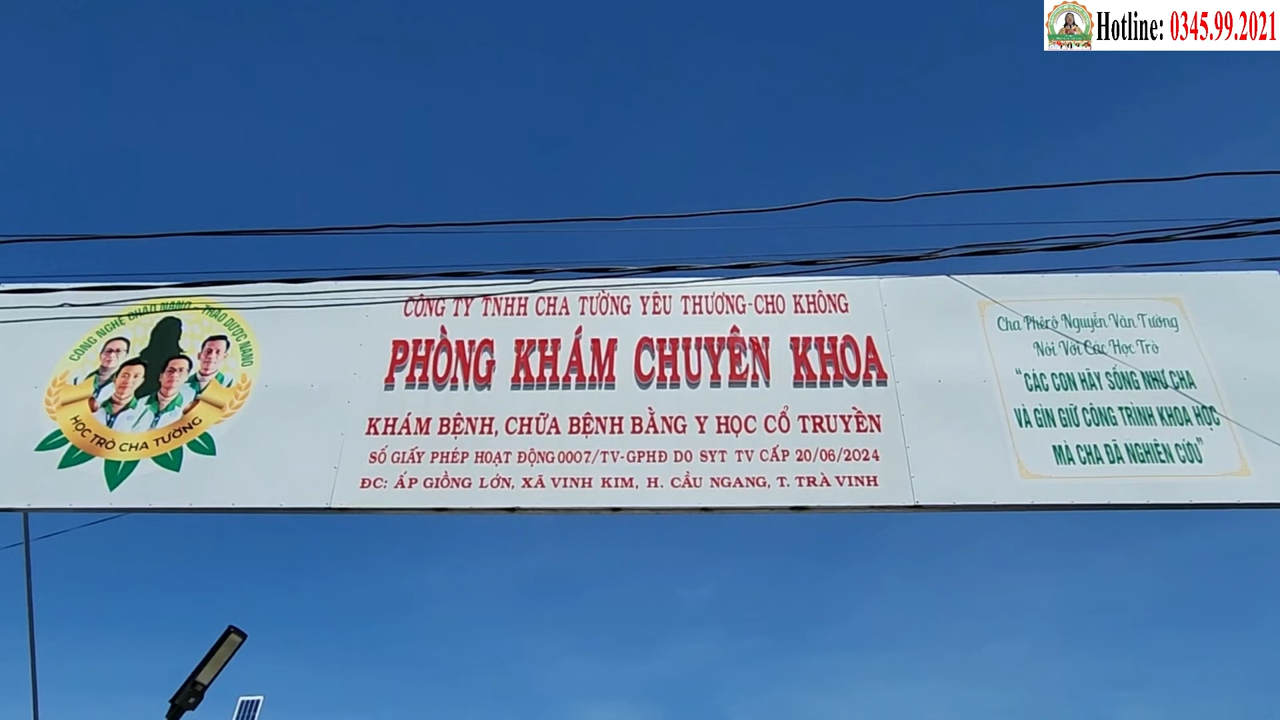 Hotline: 0345.99.2021
CÔNG NGHỆ CHAO NANO - THẢO DƯỢC NANO
HỌC TRÒ CHA TƯỜNG
CÔNG TY TNHH CHA TƯỜNG YÊU THƯƠNG-CHO KHÔNG
PHÒNG KHÁM CHUYÊN KHOA
KHÁM BỆNH, CHỮA BỆNH BẰNG Y HỌC CỔ TRUYỀN
SỐ GIẤY PHÉP HOẠT ĐỘNG 0007/TV-GPHĐ DO SYT TV CẤP 20/06/2024
ĐC: ẤP GIỒNG LỚN, XÃ VINH KIM, H. CẦU NGANG, T. TRÀ VINH
Cha Phêrô Nguyễn Văn Tường
Nói Với Các Học Trò
"CÁC CON HÃY SỐNG NHƯ CHA
VÀ GÌN GIỮ CÔNG TRÌNH KHOA HỌC
MÀ CHA ĐÃ NGHIÊN CỨU"